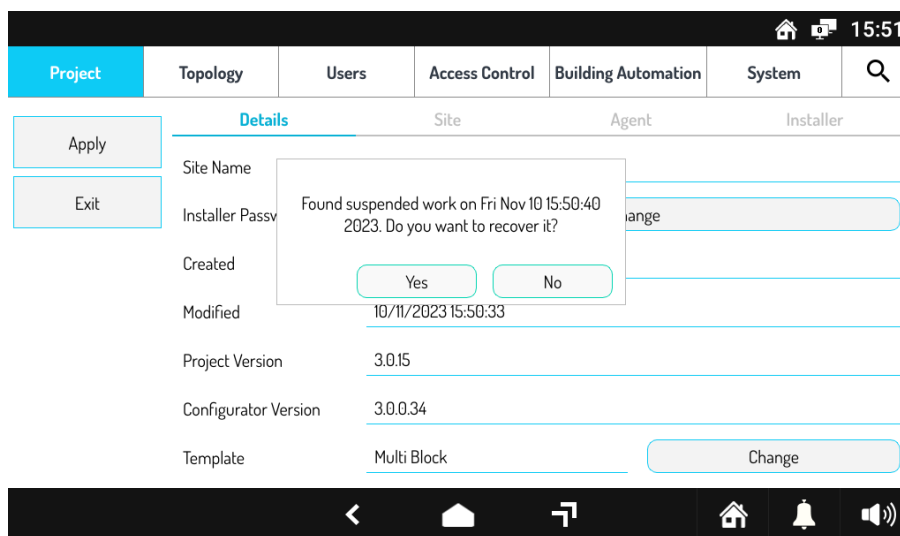 15:51
Project
Topology
Users
Access Control
Building Automation
System
Details
Site
Agent
Installer
Apply
Exit
Site Name
Installer Passw
ange
Found suspended work on Fri Nov 10 15:50:40
2023. Do you want to recover it?
Yes
No
Created
Modified
10/11/2023 15:50:33
Project Version
3.0.15
Configurator Version
3.0.0.34
Template
Multi Block
Change